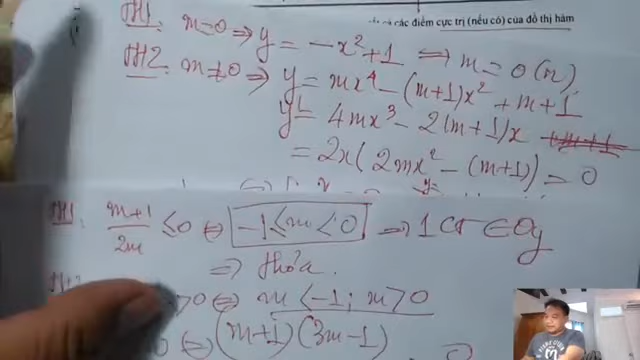 và các điểm cực trị (nếu có) của đồ thị hàm
TH1: m=0 ⇒ y = -x²+1 ⇔ m=0 (n)
TH2: m≠0 ⇒ y = mx⁴-(m+1)x²+m+1
y' = 4mx³-2(m+1)x
= 2x(2mx²-(m+1)) = 0
TH1: (m+1)/2m ≤ 0 ⇔ -1≤m<0 ⇒ 1 CT ∈ Oy
⇒ thỏa.
>0 ⇔ m<-1; m>0
⇔ (m+1)(3m-1)